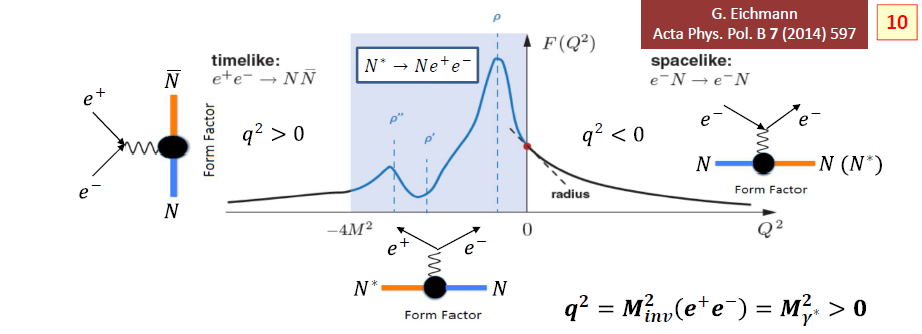 G. Eichmann
Acta Phys. Pol. B 7 (2014) 597
10
ρ
F(Q²)
timelike:
e⁺e⁻ → N N̅
N* → Ne⁺e⁻
spacelike:
e⁻N → e⁻N
N̅
e⁺
e⁻
N
Form Factor
q² > 0
ρ''
ρ'
q² < 0
radius
e⁻
e⁻
N
N (N*)
Form Factor
−4M²
0
Q²
e⁺
e⁻
N*
N
Form Factor
q² = M²inv(e⁺e⁻) = M²γ* > 0